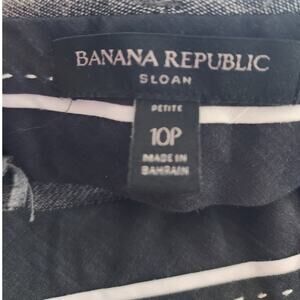 BANANA REPUBLIC
SLOAN
PETITE
10P
MADE IN
BAHRAIN